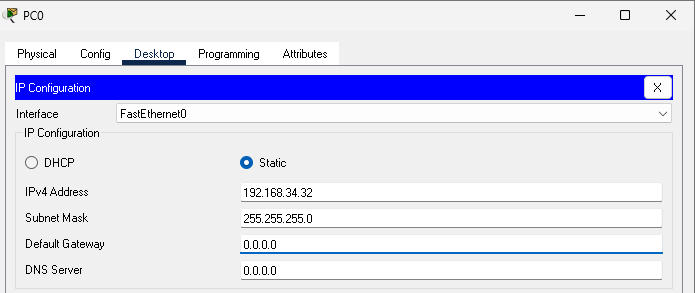 PC0
Physical Config Desktop Programming Attributes
IP Configuration
X
Interface FastEthernet0
IP Configuration
DHCP Static
IPv4 Address 192.168.34.32
Subnet Mask 255.255.255.0
Default Gateway 0.0.0.0
DNS Server 0.0.0.0